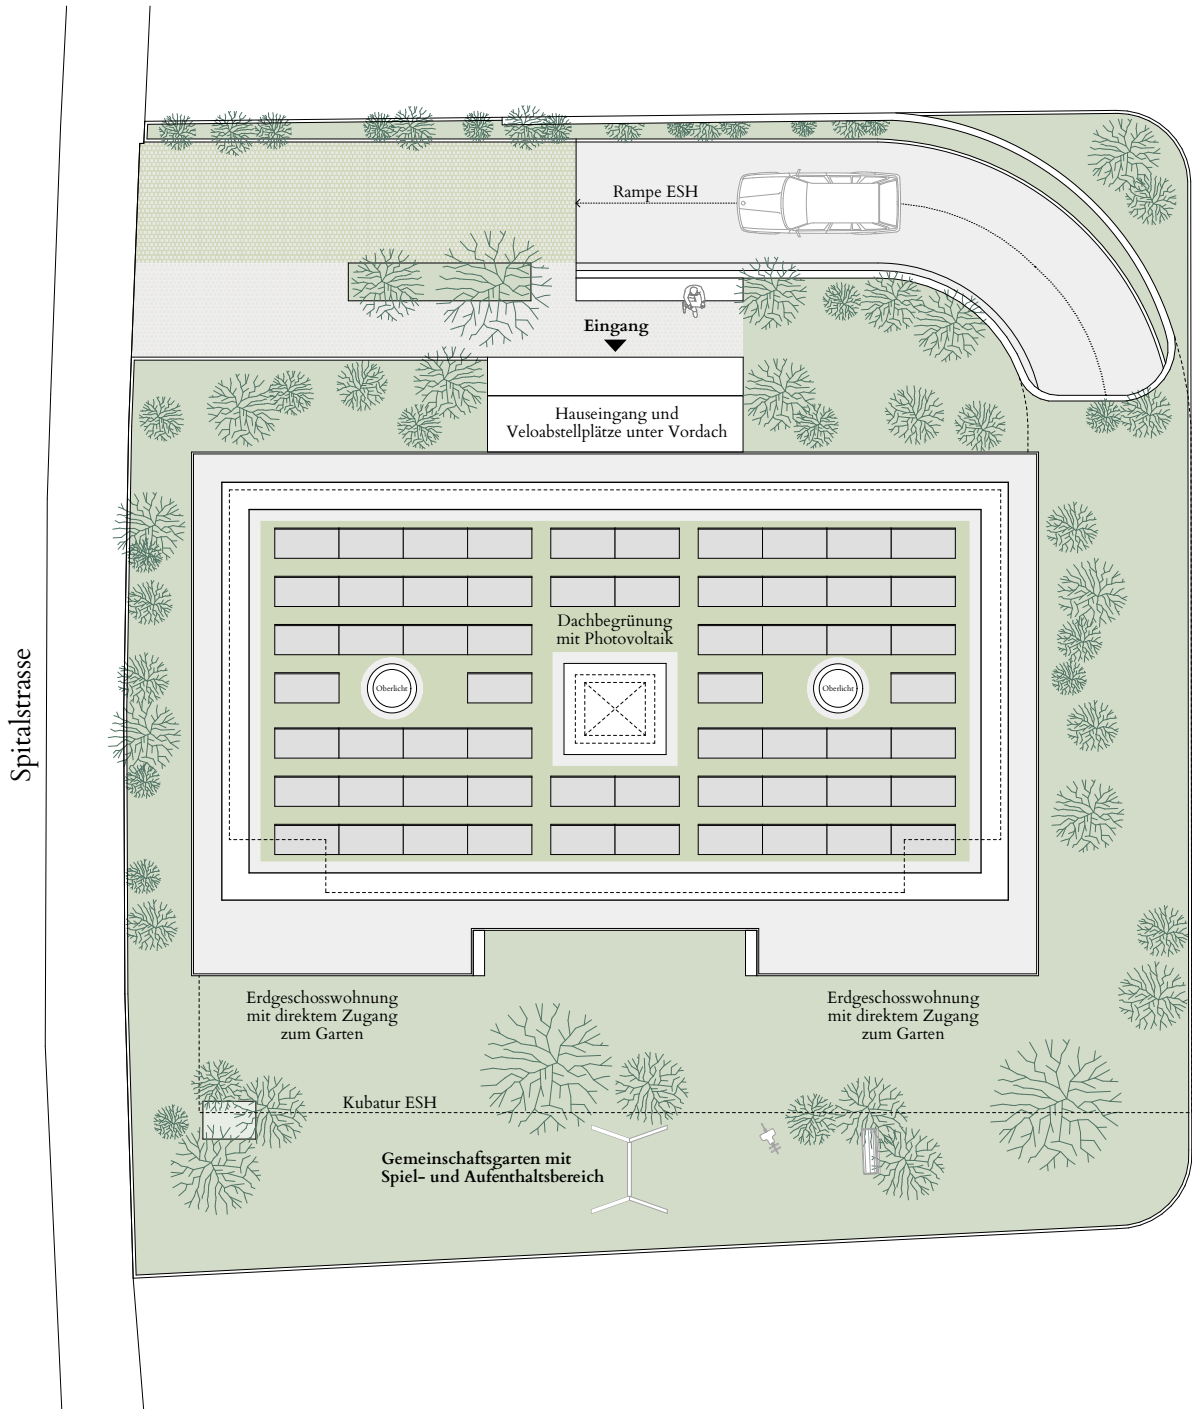 Rampe ESH
Eingang
Hauseingang und
Veloabstellplätze unter Vordach
Dachbegrünung
mit Photovoltaik
Oberlicht
Oberlicht
Spitalstrasse
Erdgeschosswohnung
mit direktem Zugang
zum Garten
Erdgeschosswohnung
mit direktem Zugang
zum Garten
Kubatur ESH
Gemeinschaftsgarten mit
Spiel- und Aufenthaltsbereich